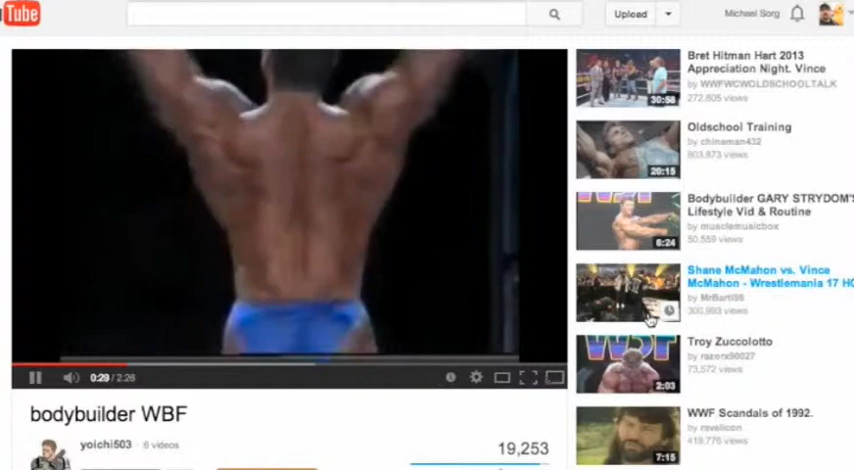 Tube
Upload
Michael Sorg
Bret Hitman Hart 2013
Appreciation Night. Vince
by WWFWCWOLDSCHOOLTALK
272,605 views
30:58
Oldschool Training
by chinaman432
803,873 views
20:15
Bodybuilder GARY STRYDOM'S
Lifestyle Vid & Routine
by musclemusicbox
50,559 views
6:24
Shane McMahon vs. Vince
McMahon - Wrestlemania 17 HQ
by MrBartl98
300,993 views
WBF
Troy Zuccolotto
by razorx90027
73,572 views
2:03
WWF Scandals of 1992.
by ravelicon
419,776 views
7:15
0:29 / 2:26
bodybuilder WBF
yoichi503 · 6 videos
19,253